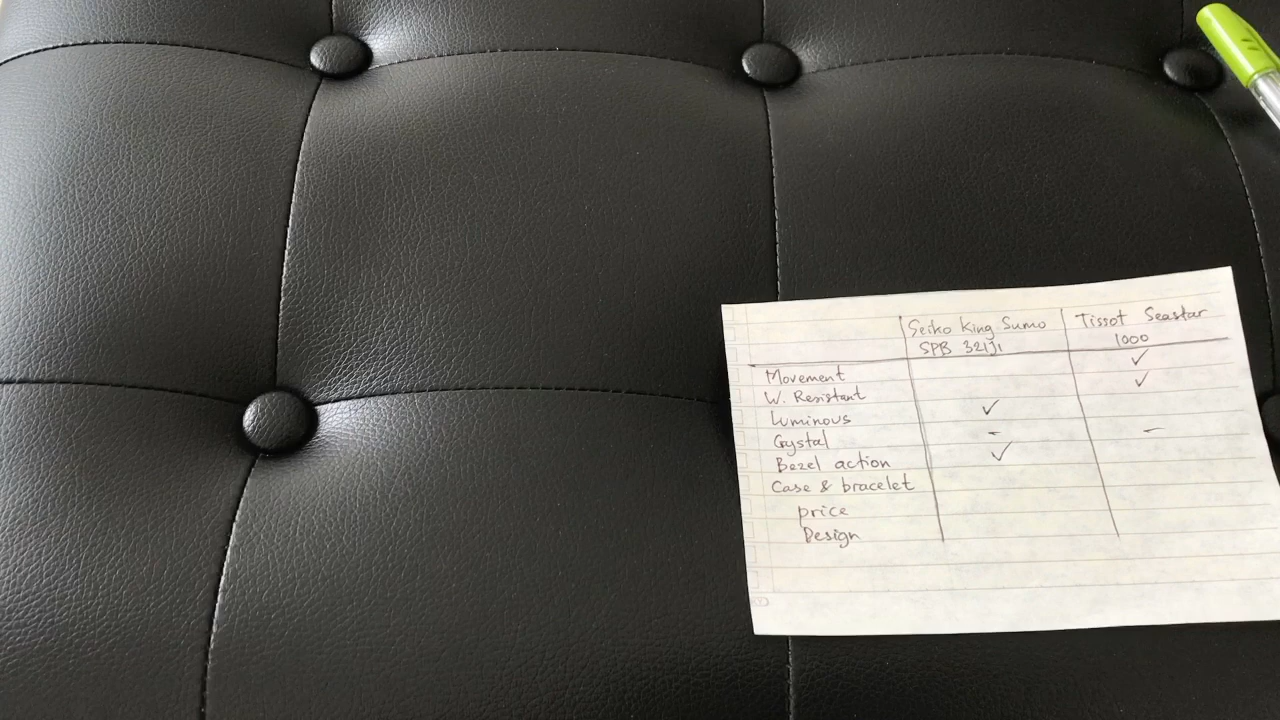 Seiko King Sumo Tissot Seastar
SPB 321J1 1000
Movement ✓
W. Resistant ✓
Luminous ✓
Crystal - -
Bezel action ✓
Case & bracelet
price
Design